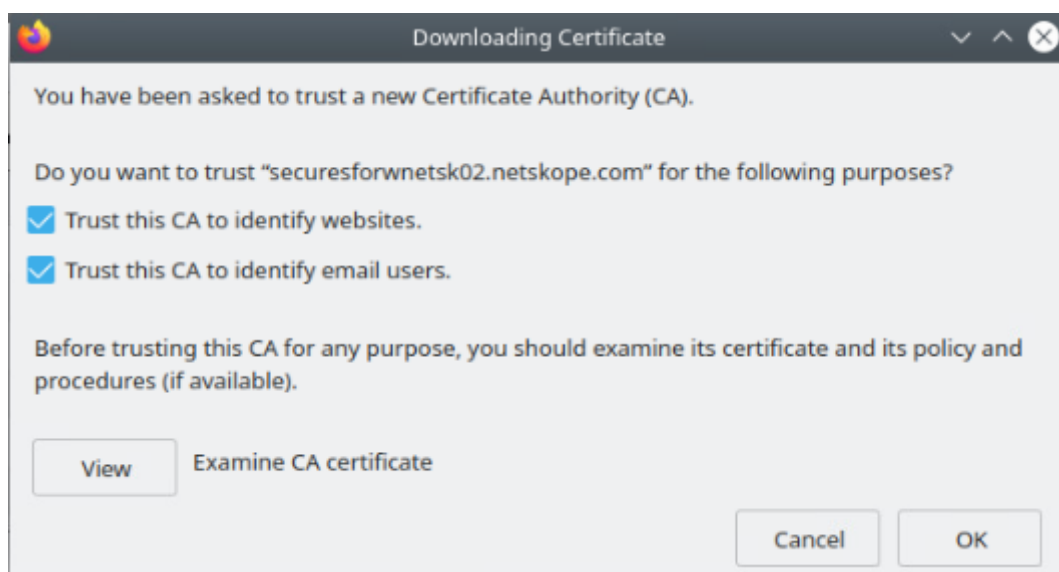 Downloading Certificate
You have been asked to trust a new Certificate Authority (CA).
Do you want to trust “securesforwnetsk02.netskope.com” for the following purposes?
Trust this CA to identify websites.
Trust this CA to identify email users.
Before trusting this CA for any purpose, you should examine its certificate and its policy and
procedures (if available).
View Examine CA certificate
Cancel OK